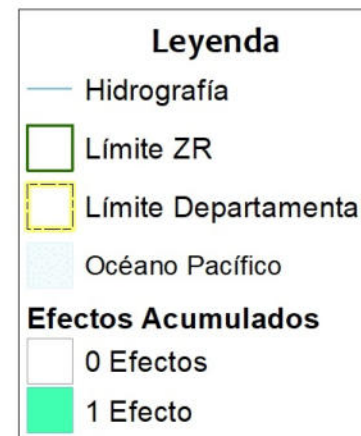 Leyenda
Hidrografía
Límite ZR
Límite Departamenta
Océano Pacífico
Efectos Acumulados
0 Efectos
1 Efecto